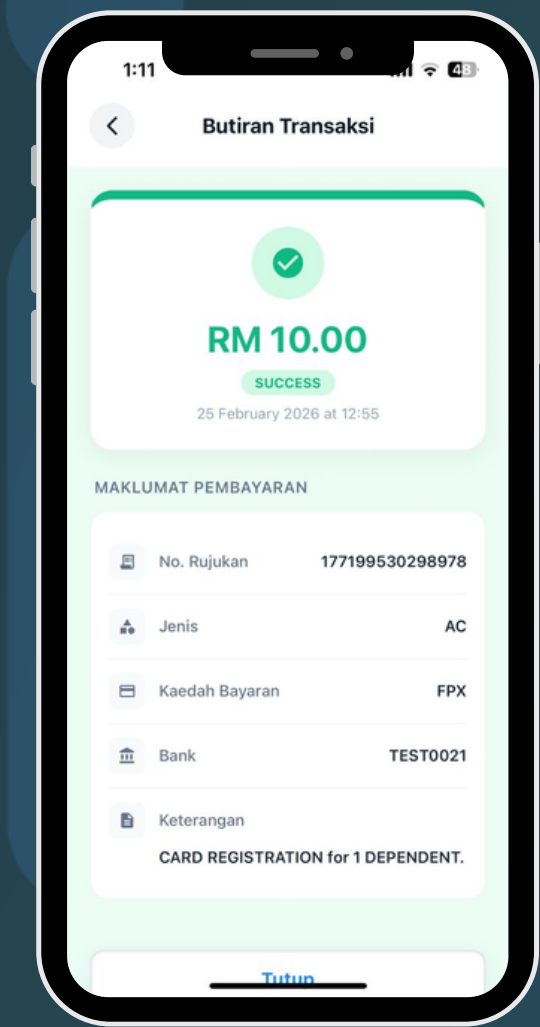 1:11
48
Butiran Transaksi
RM 10.00
SUCCESS
25 February 2026 at 12:55
MAKLUMAT PEMBAYARAN
No. Rujukan 177199530298978
Jenis AC
Kaedah Bayaran FPX
Bank TEST0021
Keterangan
CARD REGISTRATION for 1 DEPENDENT.
Tutup